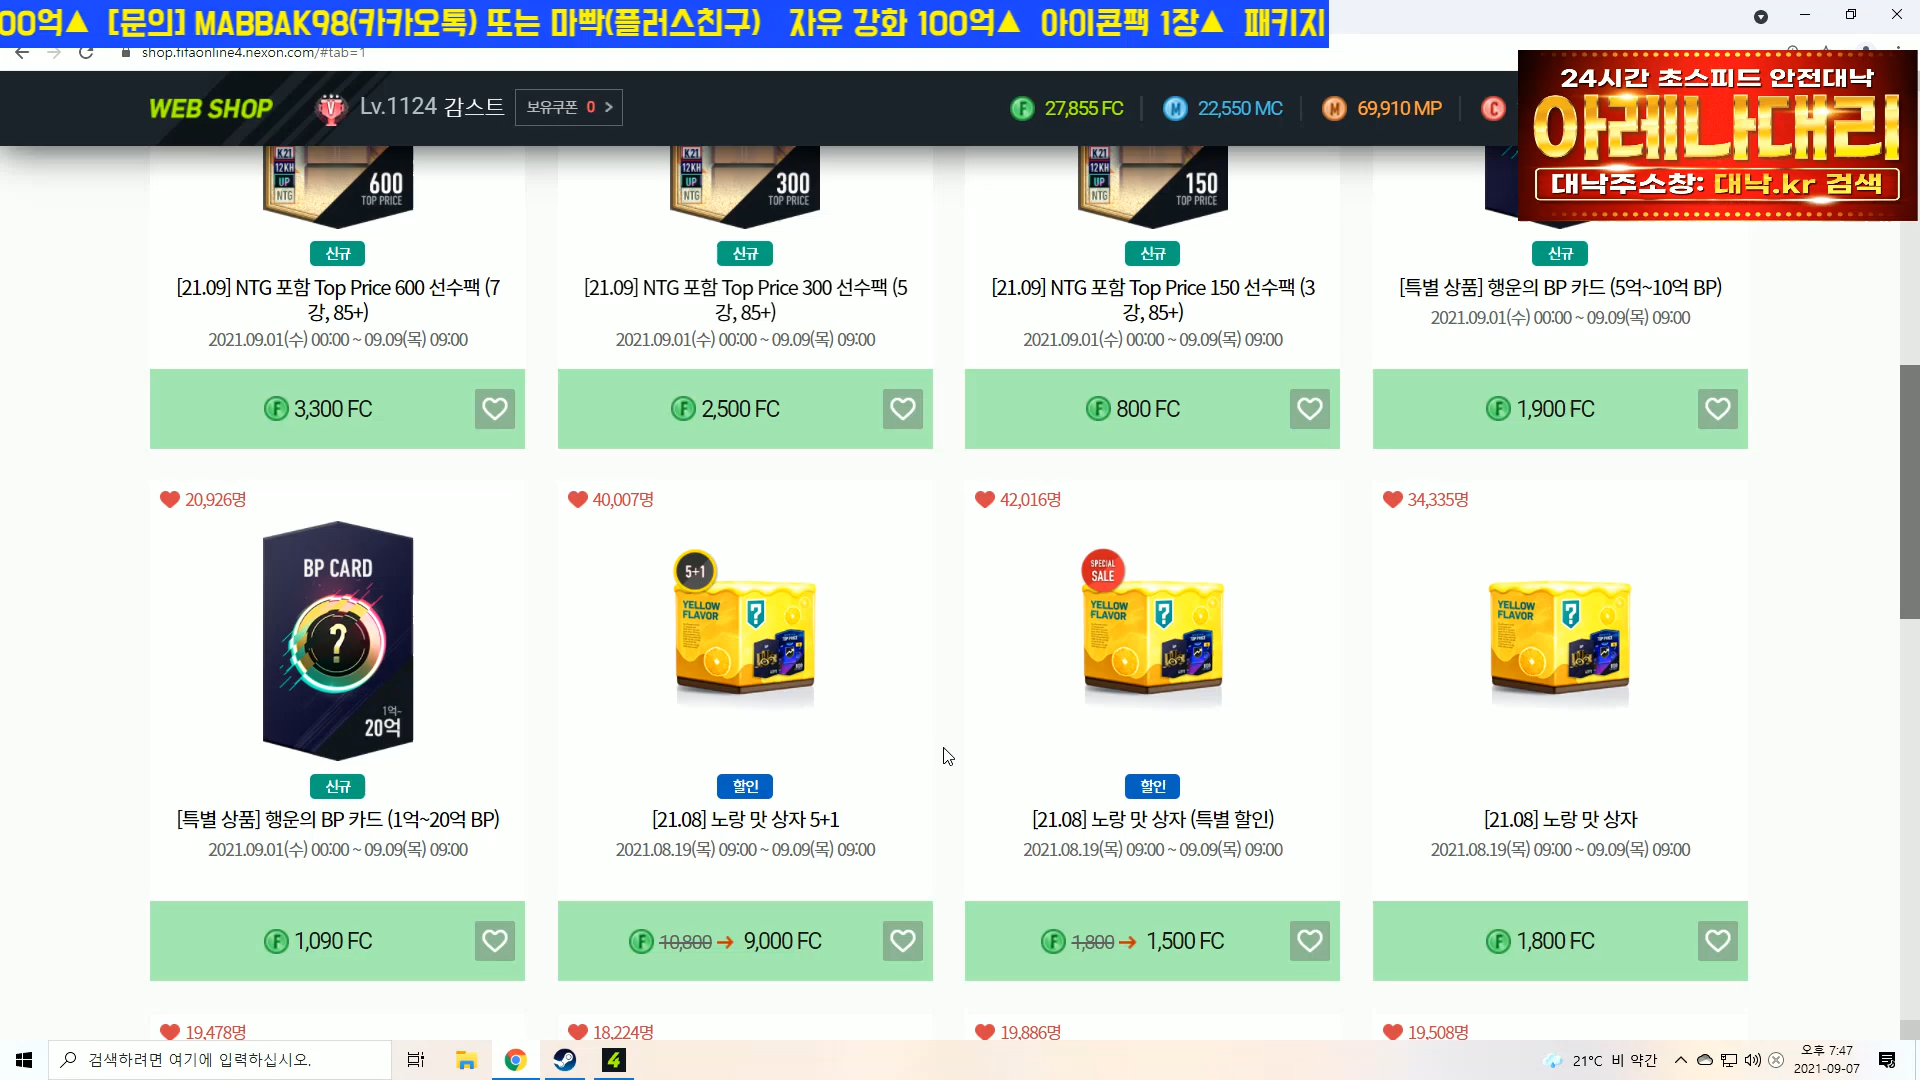 00억▲ [문의] MABBAK98(카카오톡) 또는 마빡(플러스친구) 자유 강화 100억▲ 아이콘팩 1장▲ 패키지
shop.fifaonline4.nexon.com/#tab=1
24시간 초스피드 안전대낙
아레나대리
대낙주소창: 대낙.kr 검색
WEB SHOP
V
Lv.1124 감스트
보유쿠폰 0 >
F 27,855 FC
M 22,550 MC
M 69,910 MP
C
K21
12KH
UP
NTG
600
TOP PRICE
K21
12KH
UP
NTG
300
TOP PRICE
K21
12KH
UP
NTG
150
TOP PRICE
신규
신규
신규
신규
[21.09] NTG 포함 Top Price 600 선수팩 (7
강, 85+)
2021.09.01(수) 00:00 ~ 09.09(목) 09:00
[21.09] NTG 포함 Top Price 300 선수팩 (5
강, 85+)
2021.09.01(수) 00:00 ~ 09.09(목) 09:00
[21.09] NTG 포함 Top Price 150 선수팩 (3
강, 85+)
2021.09.01(수) 00:00 ~ 09.09(목) 09:00
[특별 상품] 행운의 BP 카드 (5억~10억 BP)
2021.09.01(수) 00:00 ~ 09.09(목) 09:00
F 3,300 FC
F 2,500 FC
F 800 FC
F 1,900 FC
20,926명
40,007명
42,016명
34,335명
BP CARD
?
1억~
20억
5+1
YELLOW
FLAVOR
?
SPECIAL
SALE
YELLOW
FLAVOR
?
YELLOW
FLAVOR
?
신규
할인
할인
[특별 상품] 행운의 BP 카드 (1억~20억 BP)
2021.09.01(수) 00:00 ~ 09.09(목) 09:00
[21.08] 노랑 맛 상자 5+1
2021.08.19(목) 09:00 ~ 09.09(목) 09:00
[21.08] 노랑 맛 상자 (특별 할인)
2021.08.19(목) 09:00 ~ 09.09(목) 09:00
[21.08] 노랑 맛 상자
2021.08.19(목) 09:00 ~ 09.09(목) 09:00
F 1,090 FC
F 10,800 → 9,000 FC
F 1,800 → 1,500 FC
F 1,800 FC
19,478명
18,224명
19,886명
19,508명
검색하려면 여기에 입력하십시오.
4
21°C 비 약간
오후 7:47
2021-09-07